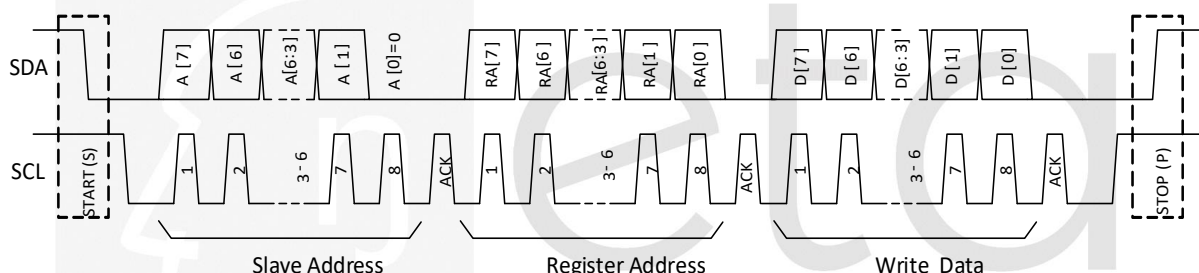 SDA A [7] A [6] A[6:3] A [1] A [0]=0 RA[7] RA[6] RA[6:3] RA[1] RA[0] D [7] D [6] D[6:3] D [1] D [0]
SCL START (S) 1 2 3 - 6 7 8 ACK 1 2 3 - 6 7 8 ACK 1 2 3 - 6 7 8 ACK STOP (P)
Slave Address Register Address Write Data
eta